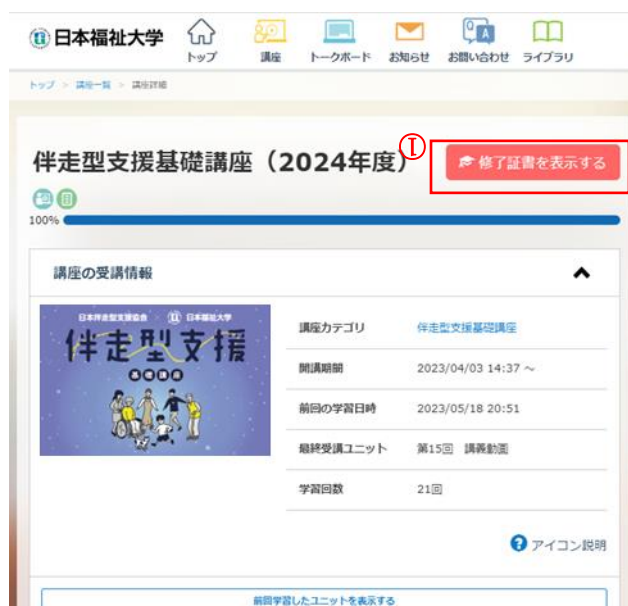 日本福祉大学
トップ 講座 トークボード お知らせ お問い合わせ ライブラリ
トップ > 講座一覧 > 講座詳細
伴走型支援基礎講座（2024年度）
① 修了証書を表示する
100%
講座の受講情報
日本伴走型支援協会 日本福祉大学
伴走型支援
基礎講座
講座カテゴリ 伴走型支援基礎講座
開講期間 2023/04/03 14:37 ～
前回の学習日時 2023/05/18 20:51
最終受講ユニット 第15回 講義動画
学習回数 21回
? アイコン説明
前回学習したユニットを表示する